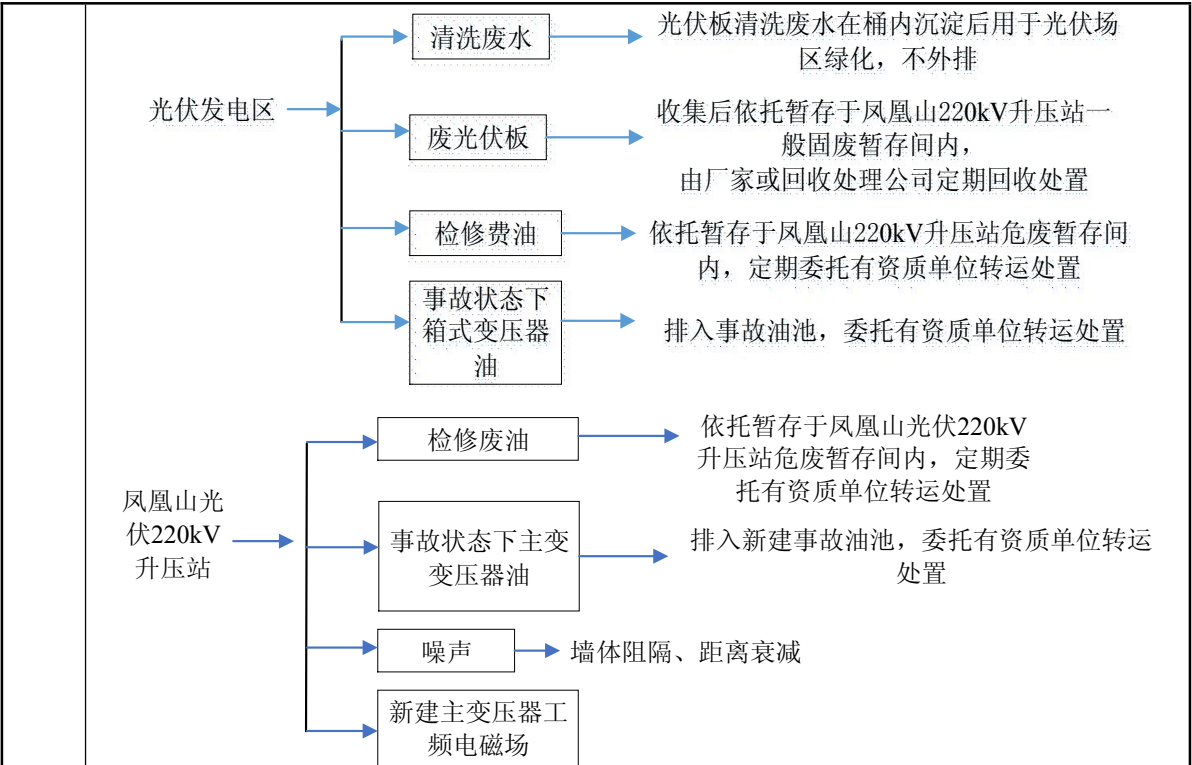 清洗废水
光伏板清洗废水在桶内沉淀后用于光伏场
区绿化，不外排
光伏发电区
废光伏板
收集后依托暂存于凤凰山220kV升压站一
般固废暂存间内，
由厂家或回收处理公司定期回收处置
检修费油
依托暂存于凤凰山220kV升压站危废暂存间
内，定期委托有资质单位转运处置
事故状态下
箱式变压器
油
排入事故油池，委托有资质单位转运处置
凤凰山光
伏220kV
升压站
检修废油
依托暂存于凤凰山光伏220kV
升压站危废暂存间内，定期委
托有资质单位转运处置
事故状态下主变
变压器油
排入新建事故油池，委托有资质单位转运
处置
噪声
墙体阻隔、距离衰减
新建主变压器工
频电磁场